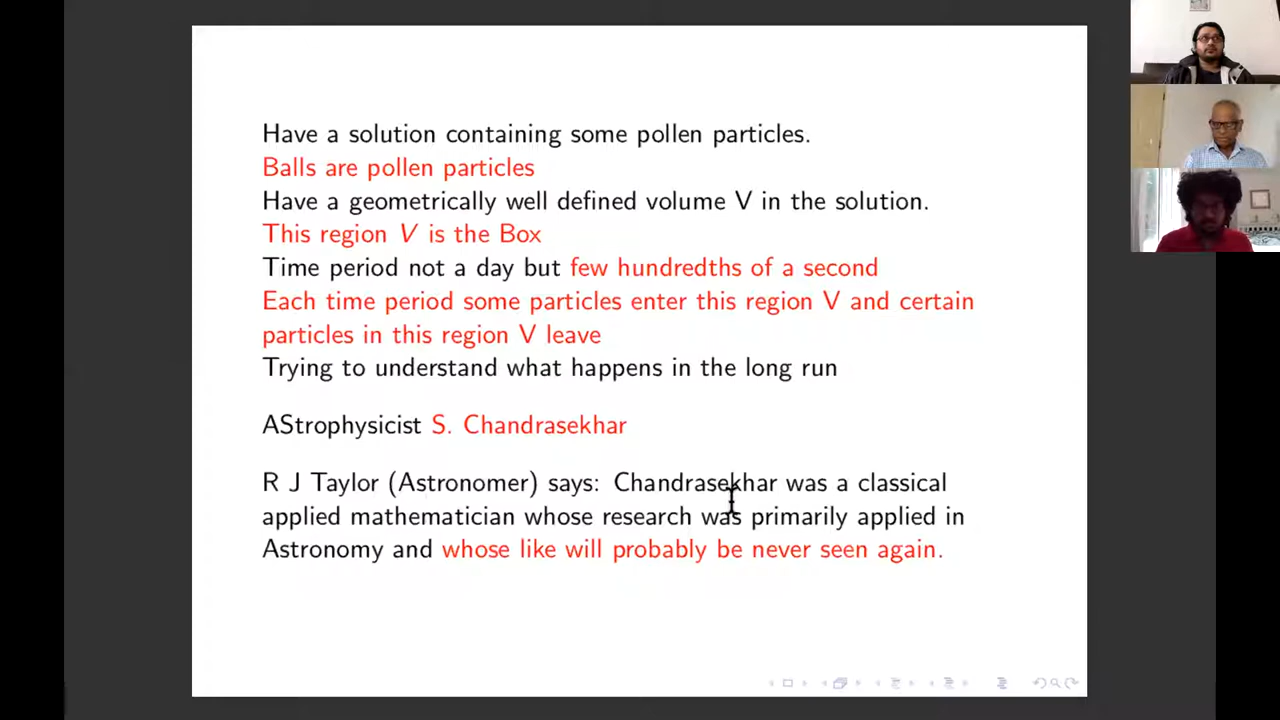 Have a solution containing some pollen particles.
Balls are pollen particles
Have a geometrically well defined volume V in the solution.
This region V is the Box
Time period not a day but few hundredths of a second
Each time period some particles enter this region V and certain
particles in this region V leave
Trying to understand what happens in the long run
AStrophysicist S. Chandrasekhar
R J Taylor (Astronomer) says: Chandrasekhar was a classical
applied mathematician whose research was primarily applied in
Astronomy and whose like will probably be never seen again.